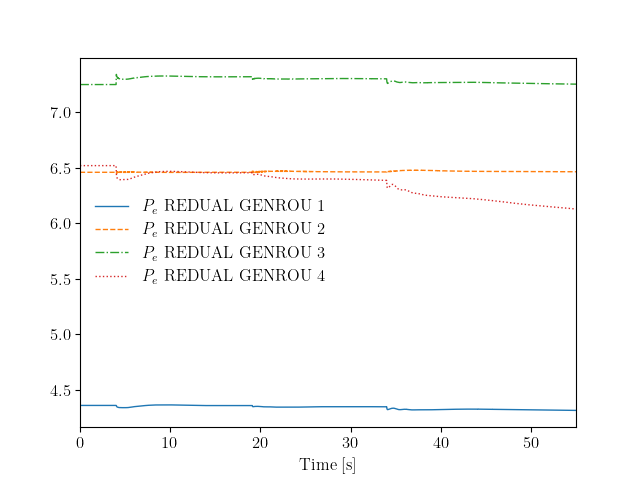 7.0
6.5
6.0
5.5
5.0
4.5
P_e REDUAL GENROU 1
P_e REDUAL GENROU 2
P_e REDUAL GENROU 3
P_e REDUAL GENROU 4
0 10 20 30 40 50
Time [s]